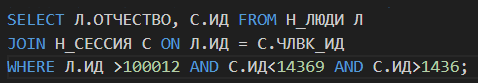 SELECT Л.ОТЧЕСТВО, С.ИД FROM Н_ЛЮДИ Л
JOIN Н_СЕССИЯ С ON Л.ИД = С.ЧЛВК_ИД
WHERE Л.ИД >100012 AND С.ИД<14369 AND С.ИД>1436;